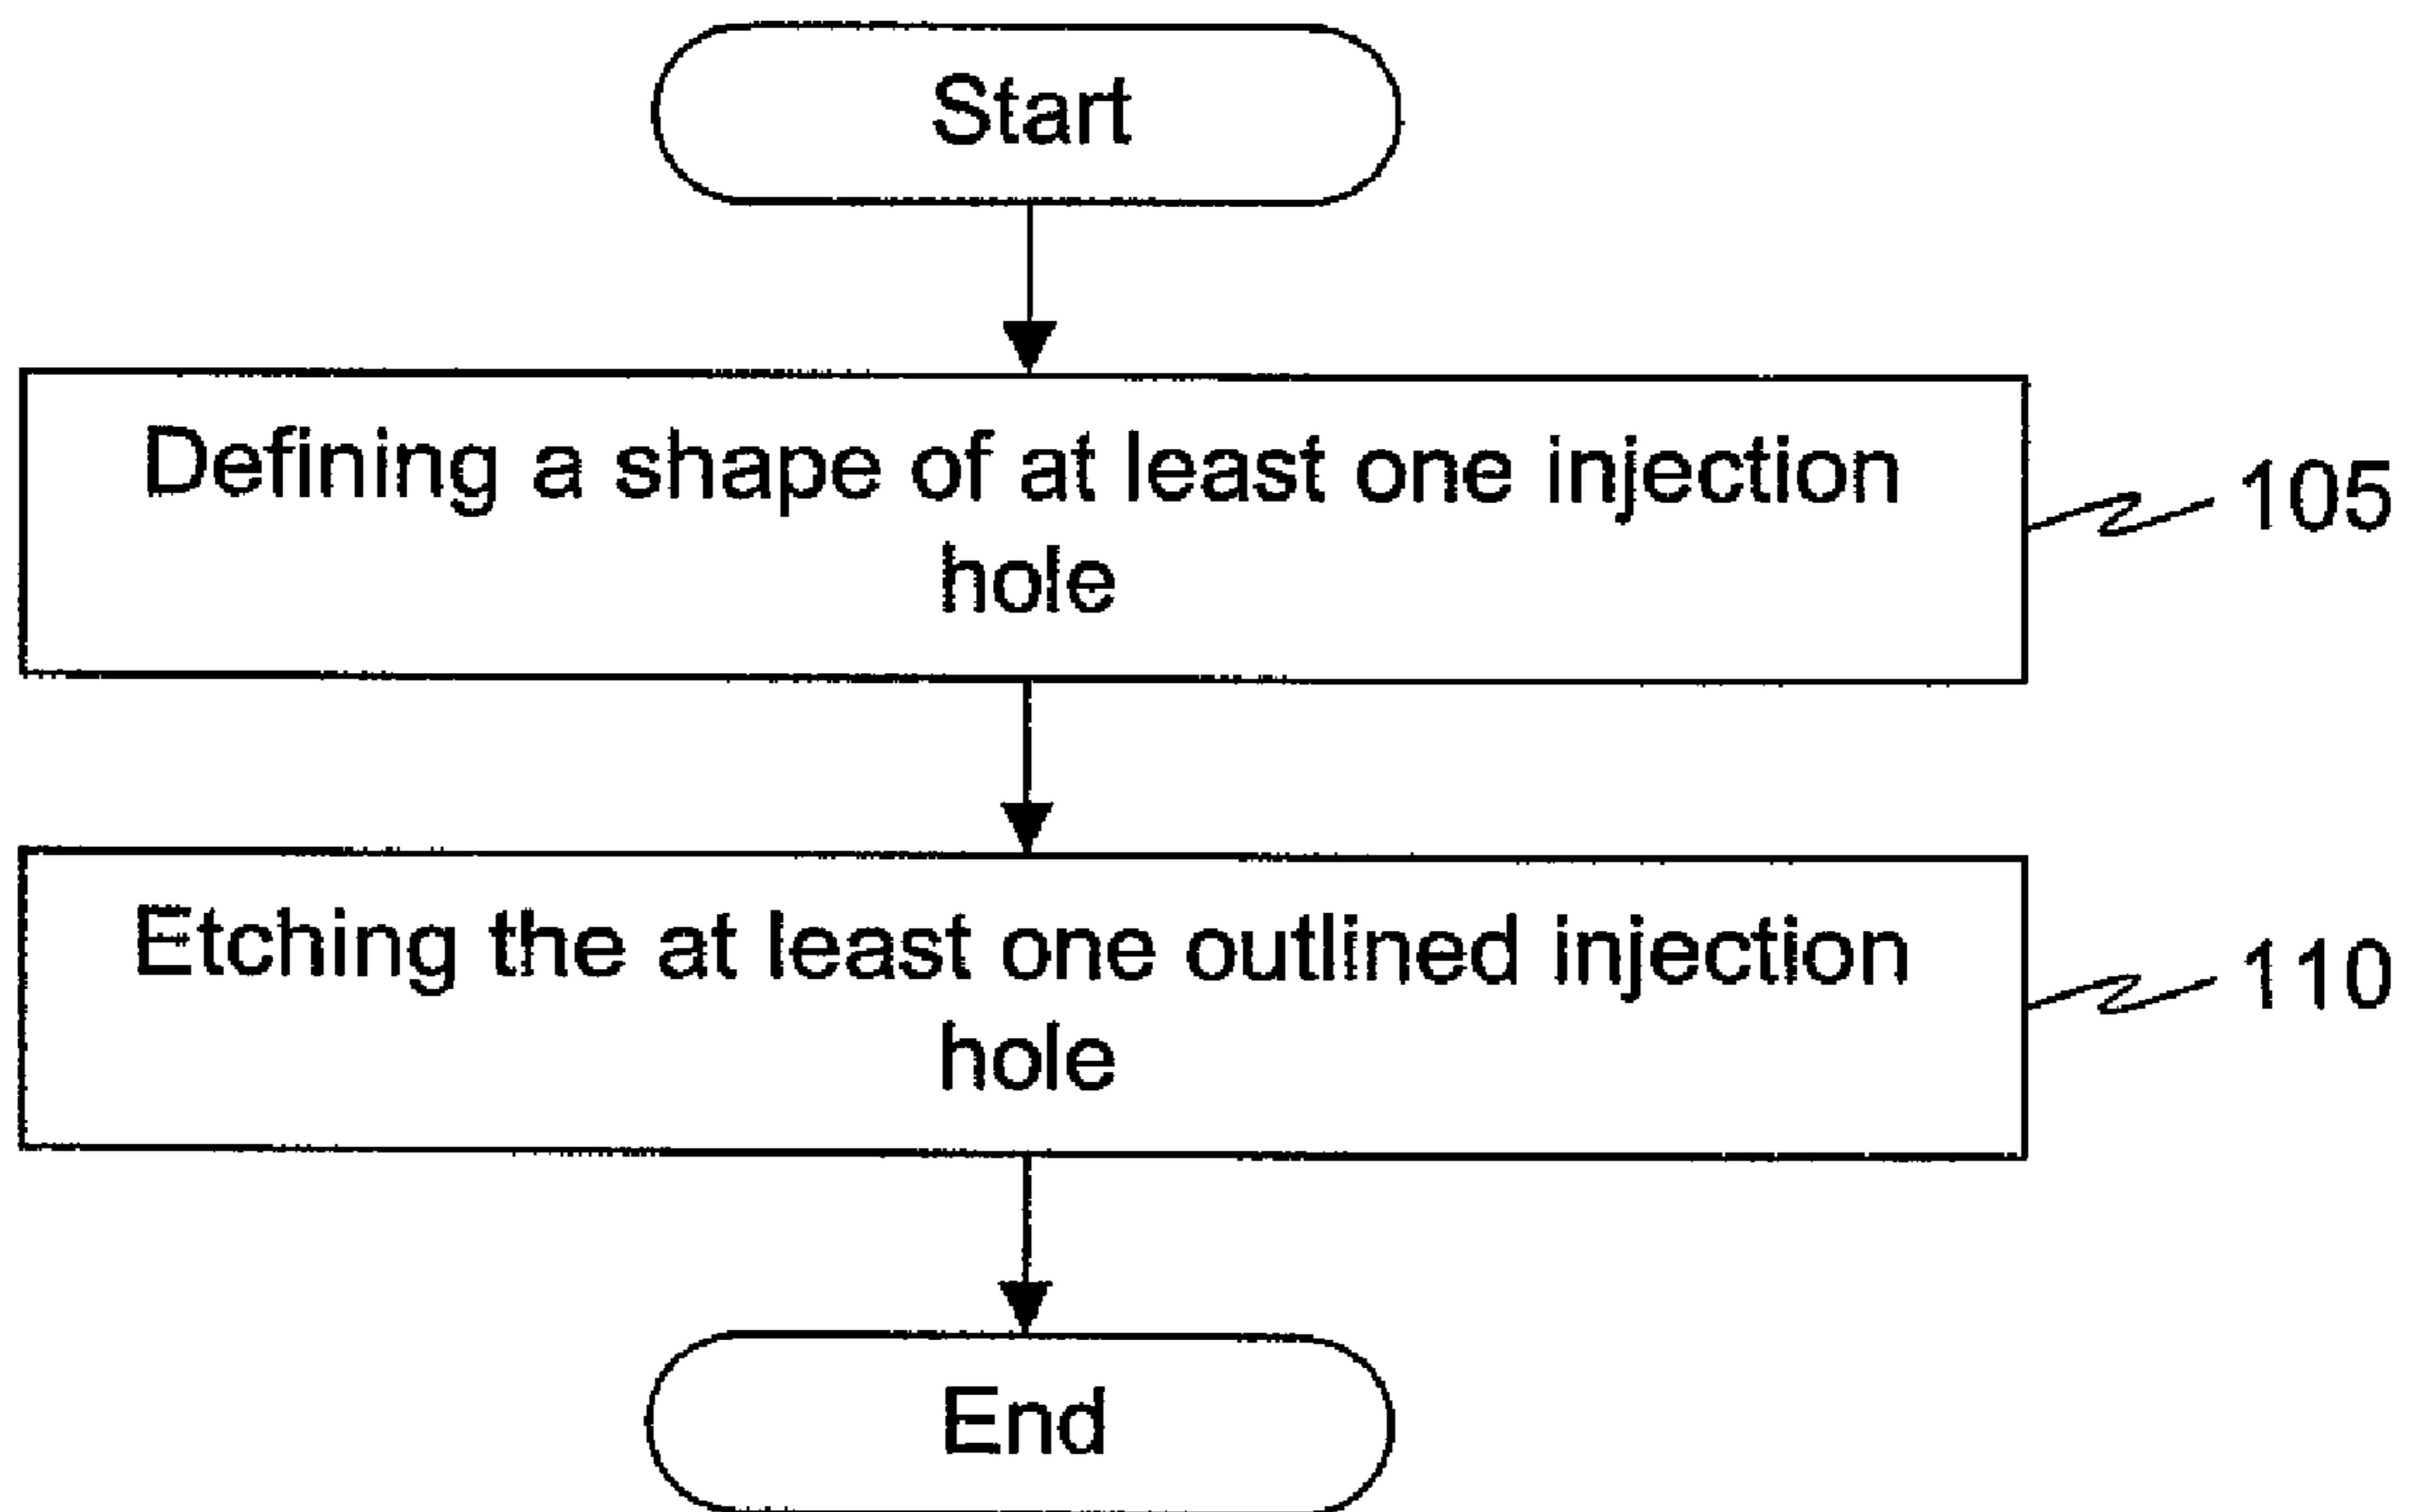 Start
Defining a shape of at least one injection
hole
105
Etching the at least one outlined injection
hole
110
End